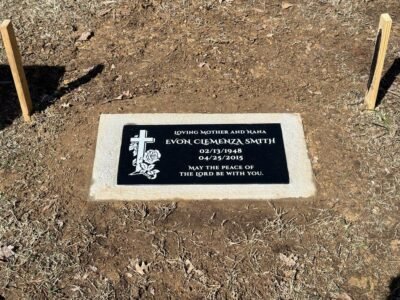 Loving Mother and Nana
Evon Clemenza Smith
02/13/1948
04/25/2015
May the peace of
the Lord be with you.